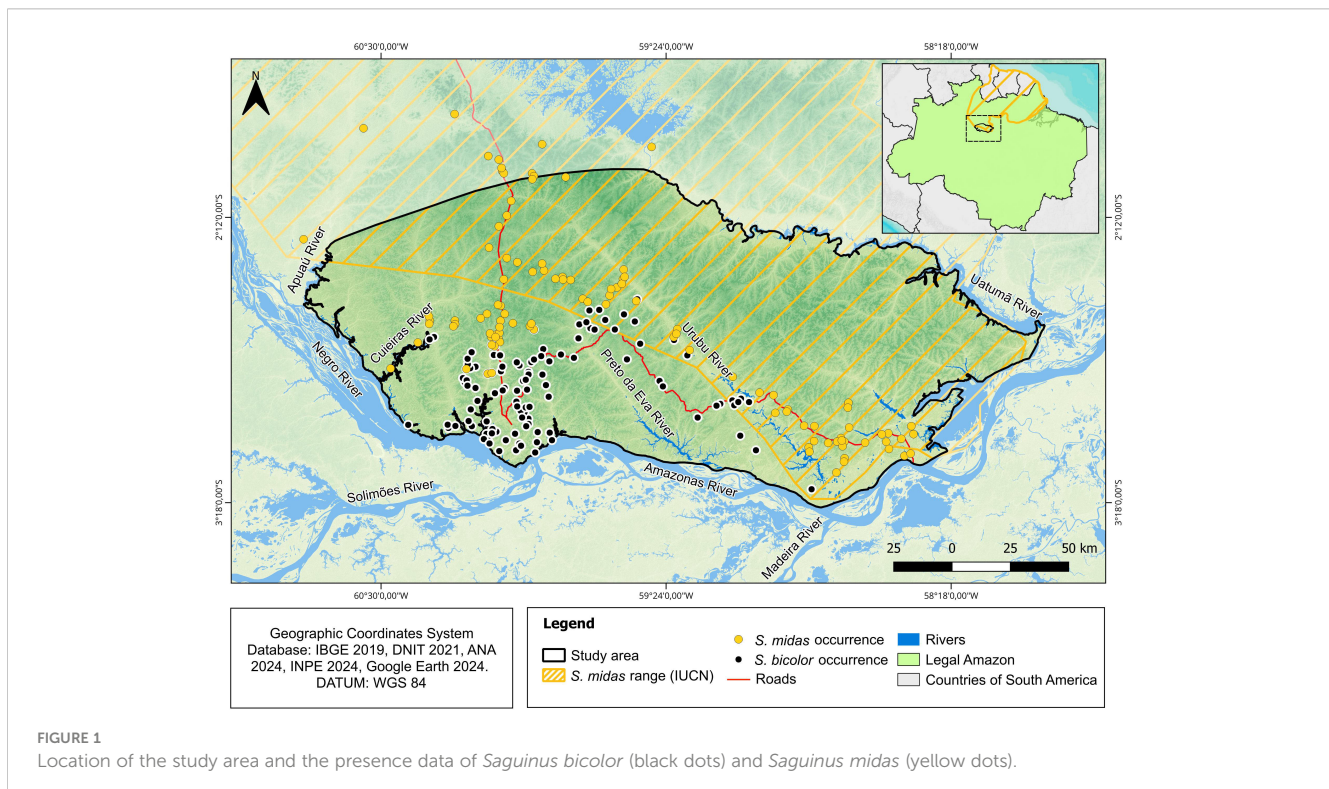 60°30'0,00"W
59°24'0,00"W
58°18'0,00"W
N
2°12'0,00"S
2°12'0,00"S
Apuaú River
Uatumã River
Cuieiras River
Negro River
Urubu River
Preto da Eva River
Solimões River
Amazonas River
3°18'0,00"S
3°18'0,00"S
Madeira River
25 0 25 50 km
60°30'0,00"W
59°24'0,00"W
58°18'0,00"W
Geographic Coordinates System
Database: IBGE 2019, DNIT 2021, ANA
2024, INPE 2024, Google Earth 2024.
DATUM: WGS 84
Legend
Study area
S. midas range (IUCN)
S. midas occurrence
S. bicolor occurrence
Roads
Rivers
Legal Amazon
Countries of South America
FIGURE 1
Location of the study area and the presence data of Saguinus bicolor (black dots) and Saguinus midas (yellow dots).